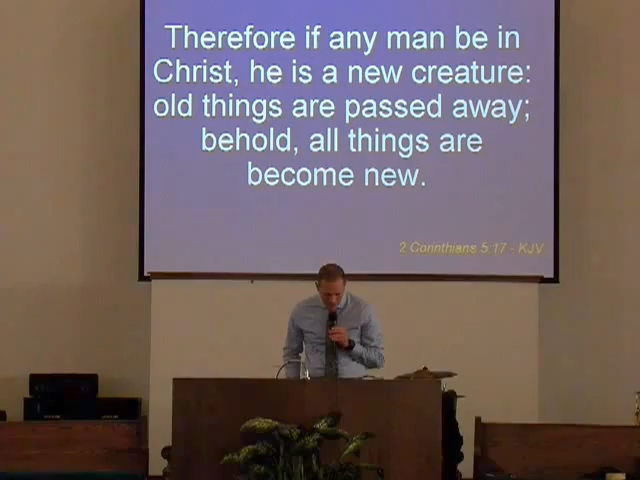 Therefore if any man be in
Christ, he is a new creature:
old things are passed away;
behold, all things are
become new.
2 Corinthians 5:17 - KJV